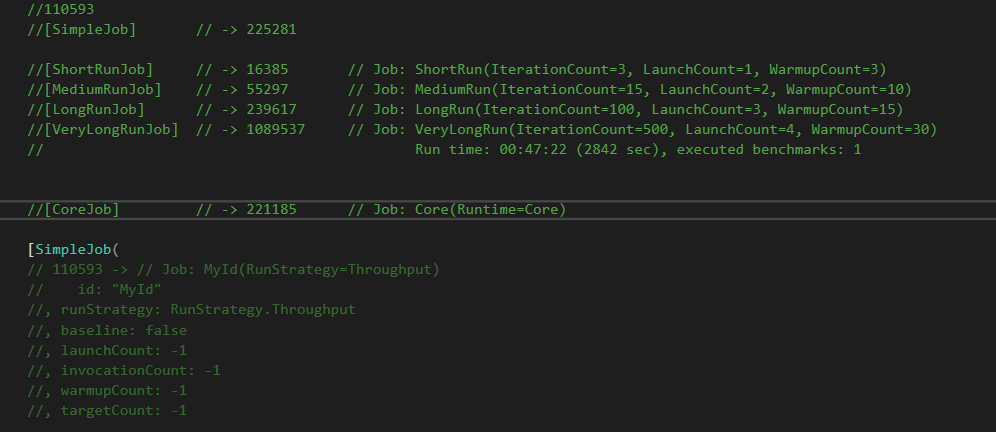 //110593
//[SimpleJob]       // -> 225281
//[ShortRunJob]     // -> 16385       // Job: ShortRun(IterationCount=3, LaunchCount=1, WarmupCount=3)
//[MediumRunJob]    // -> 55297       // Job: MediumRun(IterationCount=15, LaunchCount=2, WarmupCount=10)
//[LongRunJob]      // -> 239617      // Job: LongRun(IterationCount=100, LaunchCount=3, WarmupCount=15)
//[VeryLongRunJob]  // -> 1089537     // Job: VeryLongRun(IterationCount=500, LaunchCount=4, WarmupCount=30)
//                                            Run time: 00:47:22 (2842 sec), executed benchmarks: 1
//[CoreJob]         // -> 221185      // Job: Core(Runtime=Core)
[SimpleJob(
// 110593 -> // Job: MyId(RunStrategy=Throughput)
//    id: "MyId"
//, runStrategy: RunStrategy.Throughput
//, baseline: false
//, launchCount: -1
//, invocationCount: -1
//, warmupCount: -1
//, targetCount: -1